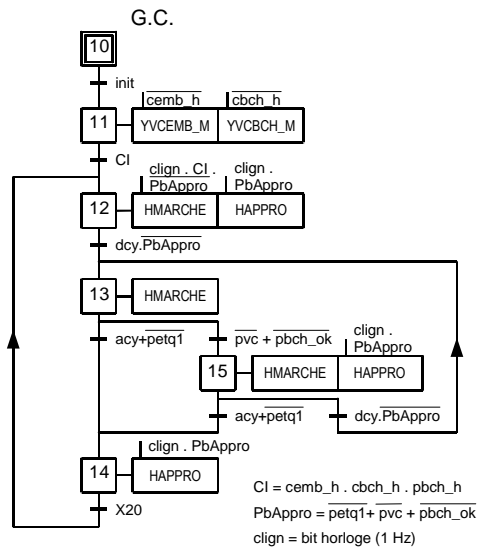 G.C.
10
init
cemb_h cbch_h
11 YVCEMB_M YVCBCH_M
CI
clign . CI . clign .
PbAppro PbAppro
12 HMARCHE HAPPRO
dcy.PbAppro
13 HMARCHE
acy+petq1 pvc + pbch_ok
clign .
PbAppro
15 HMARCHE HAPPRO
acy+petq1 dcy.PbAppro
clign . PbAppro
14 HAPPRO
X20
CI = cemb_h . cbch_h . pbch_h
PbAppro = petq1+ pvc + pbch_ok
clign = bit horloge (1 Hz)